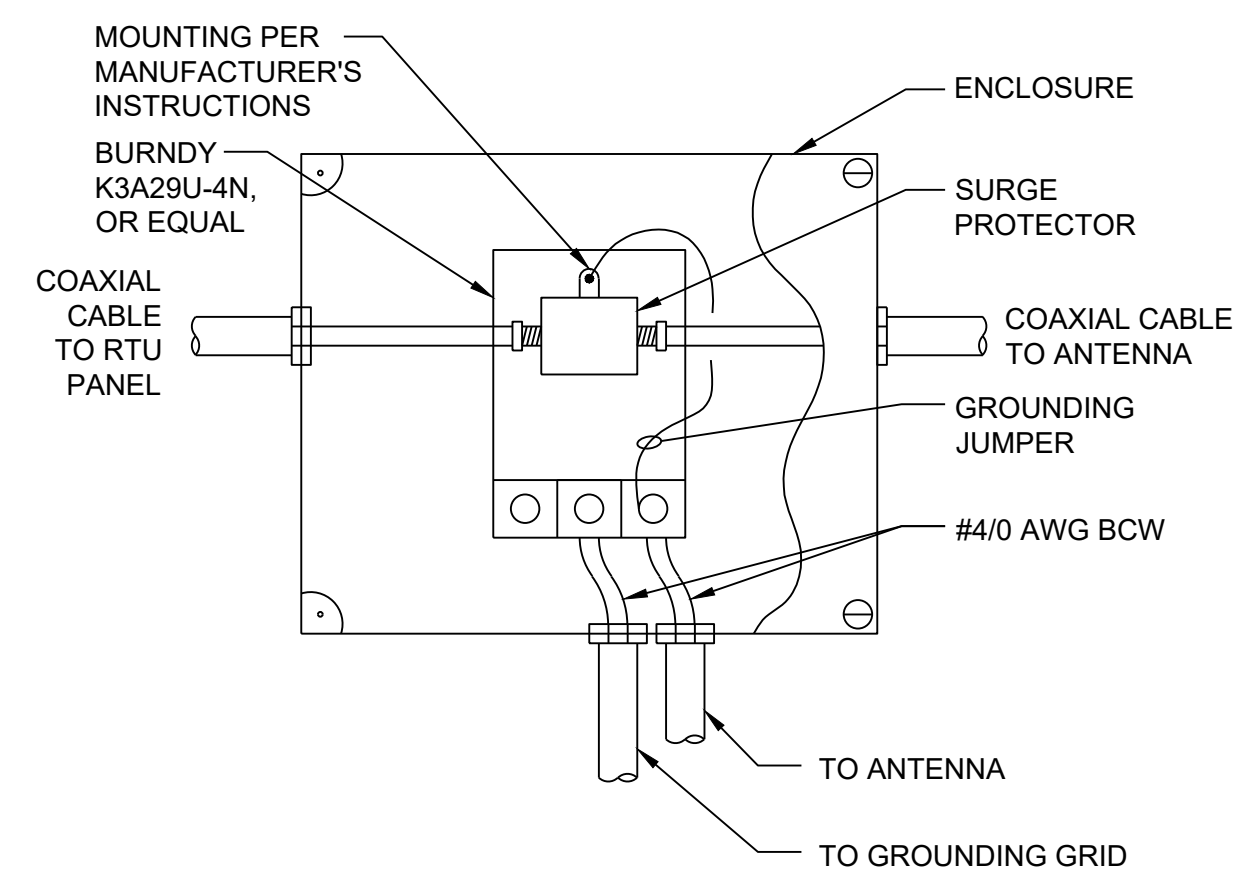 MOUNTING PER
MANUFACTURER'S
INSTRUCTIONS
BURNDY
K3A29U-4N,
OR EQUAL
COAXIAL
CABLE
TO RTU
PANEL
ENCLOSURE
SURGE
PROTECTOR
COAXIAL CABLE
TO ANTENNA
GROUNDING
JUMPER
#4/0 AWG BCW
TO ANTENNA
TO GROUNDING GRID